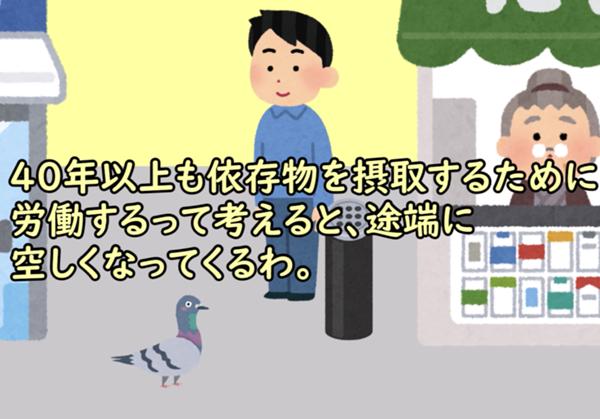 40年以上も依存物を摂取するために
労働するって考えると、途端に
空しくなってくるわ。